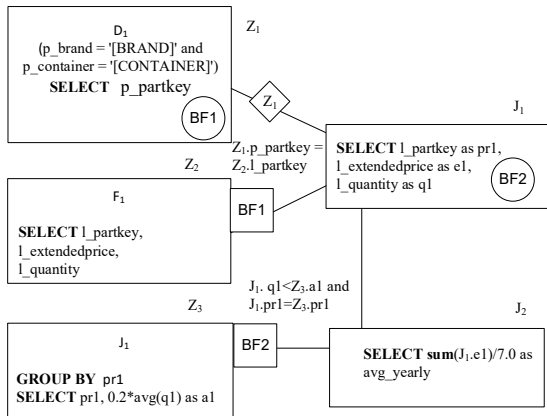 D₁
(p_brand = '[BRAND]' and
p_container = '[CONTAINER]')
SELECT p_partkey
BF1
Z₁
Z₁
J₁
SELECT l_partkey as pr1,
l_extendedprice as e1,
l_quantity as q1
BF2
Z₁.p_partkey =
Z₂.l_partkey
Z₂
F₁
SELECT l_partkey,
l_extendedprice,
l_quantity
BF1
J₁. q1<Z₃.a1 and
J₁.pr1=Z₃.pr1
Z₃
J₁
GROUP BY pr1
SELECT pr1, 0.2*avg(q1) as a1
BF2
J₂
SELECT sum(J₁.e1)/7.0 as
avg_yearly